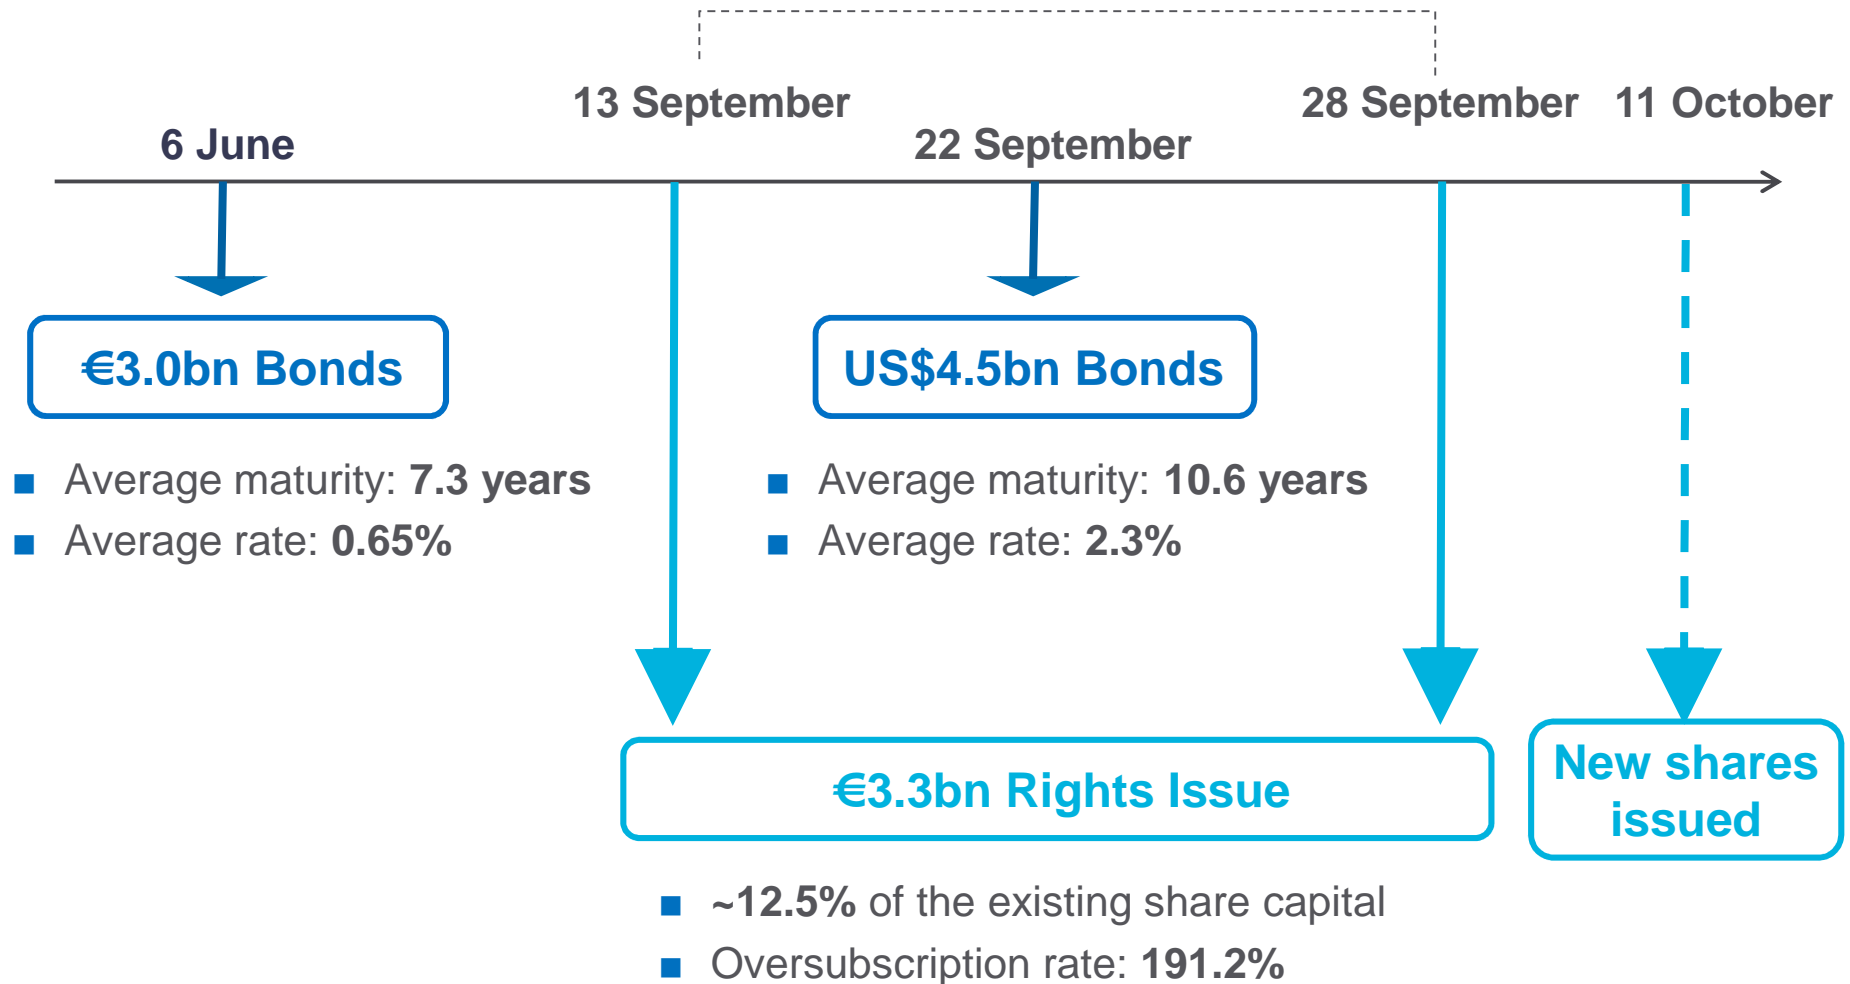 13 September
28 September
11 October
6 June
22 September
€3.0bn Bonds
US$4.5bn Bonds
Average maturity: 7.3 years
Average rate: 0.65%
Average maturity: 10.6 years
Average rate: 2.3%
€3.3bn Rights Issue
New shares
issued
~12.5% of the existing share capital
Oversubscription rate: 191.2%